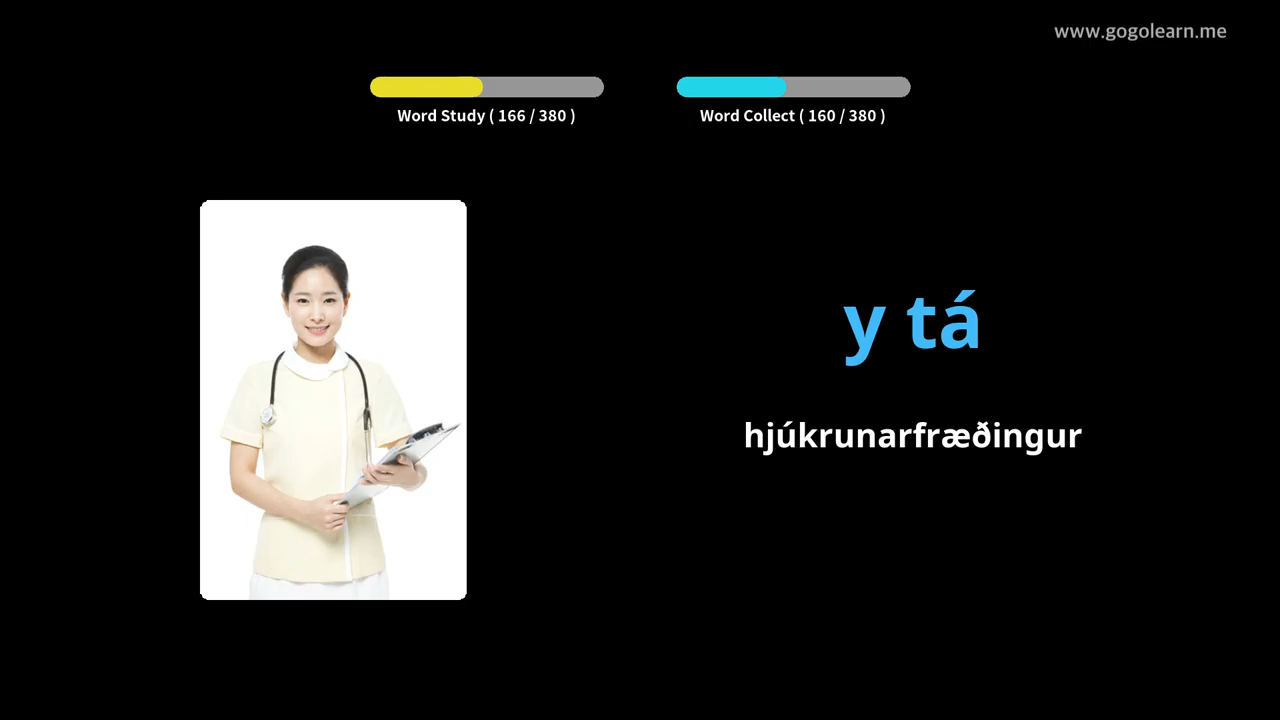 www.gogolearn.me
Word Study ( 166 / 380 )
Word Collect ( 160 / 380 )
y tá
hjúkrunarfræðingur